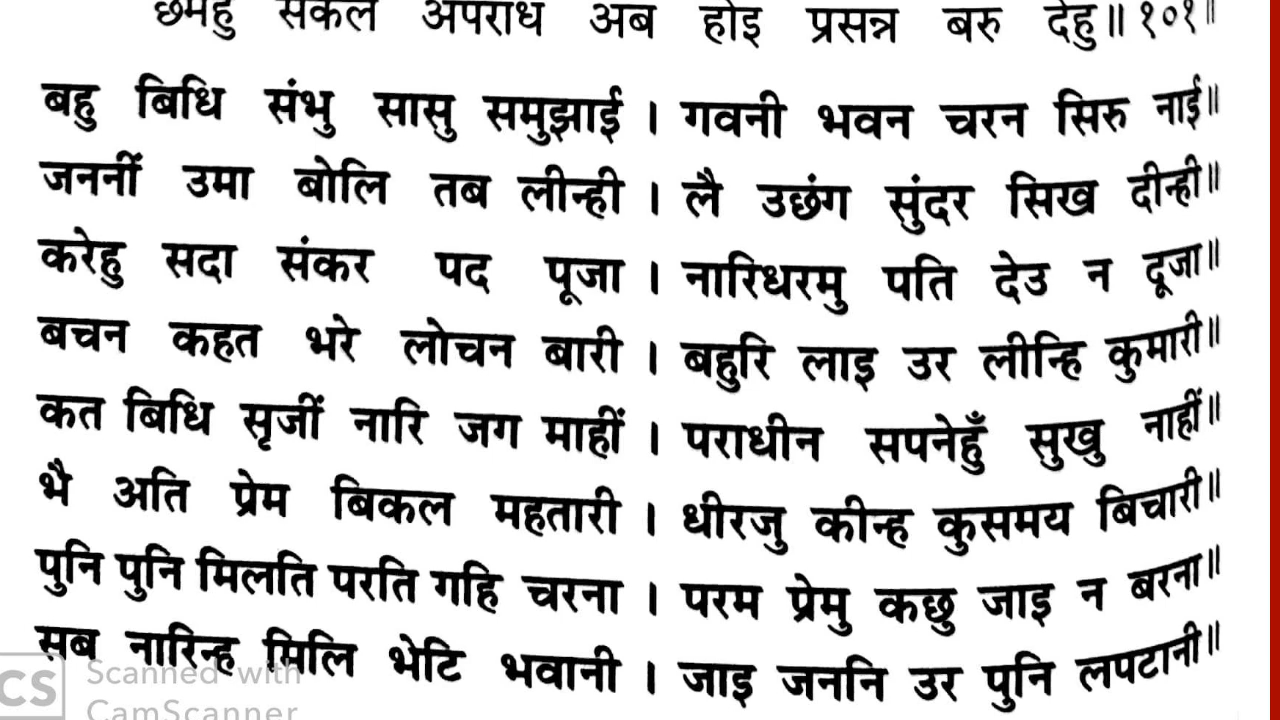 छमेहु सकल अपराध अब होइ प्रसन्न बरु देहु॥१०१॥
बहु बिधि संभु सासु समुझाई । गवनी भवन चरन सिरु नाई॥
जननीं उमा बोलि तब लीन्ही । लै उछंग सुंदर सिख दीन्ही॥
करेहु सदा संकर पद पूजा । नारिधरमु पति देउ न दूजा॥
बचन कहत भरे लोचन बारी । बहुरि लाइ उर लीन्हि कुमारी॥
कत बिधि सृजीं नारि जग माहीं । पराधीन सपनेहुँ सुखु नाहीं॥
भै अति प्रेम बिकल महतारी । धीरजु कीन्ह कुसमय बिचारी॥
पुनि पुनि मिलति परति गहि चरना । परम प्रेमु कछु जाइ न बरना॥
सब नारिन्ह मिलि भेटि भवानी । जाइ जननि उर पुनि लपटानी॥
CS Scanned with
CamScanner